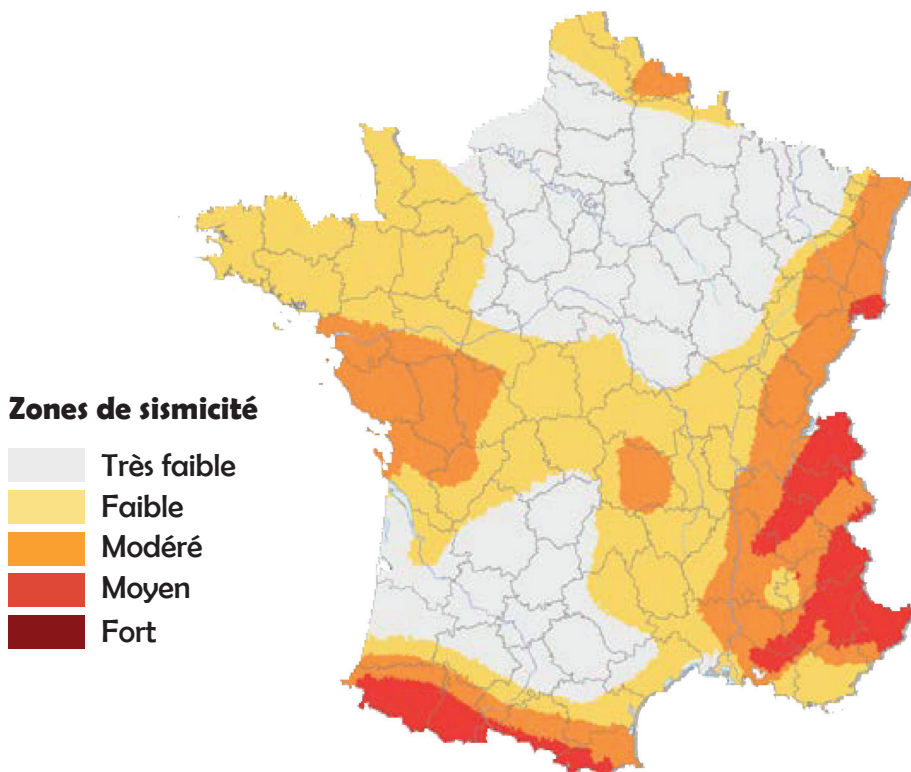 Zones de sismicité
Très faible
Faible
Modéré
Moyen
Fort